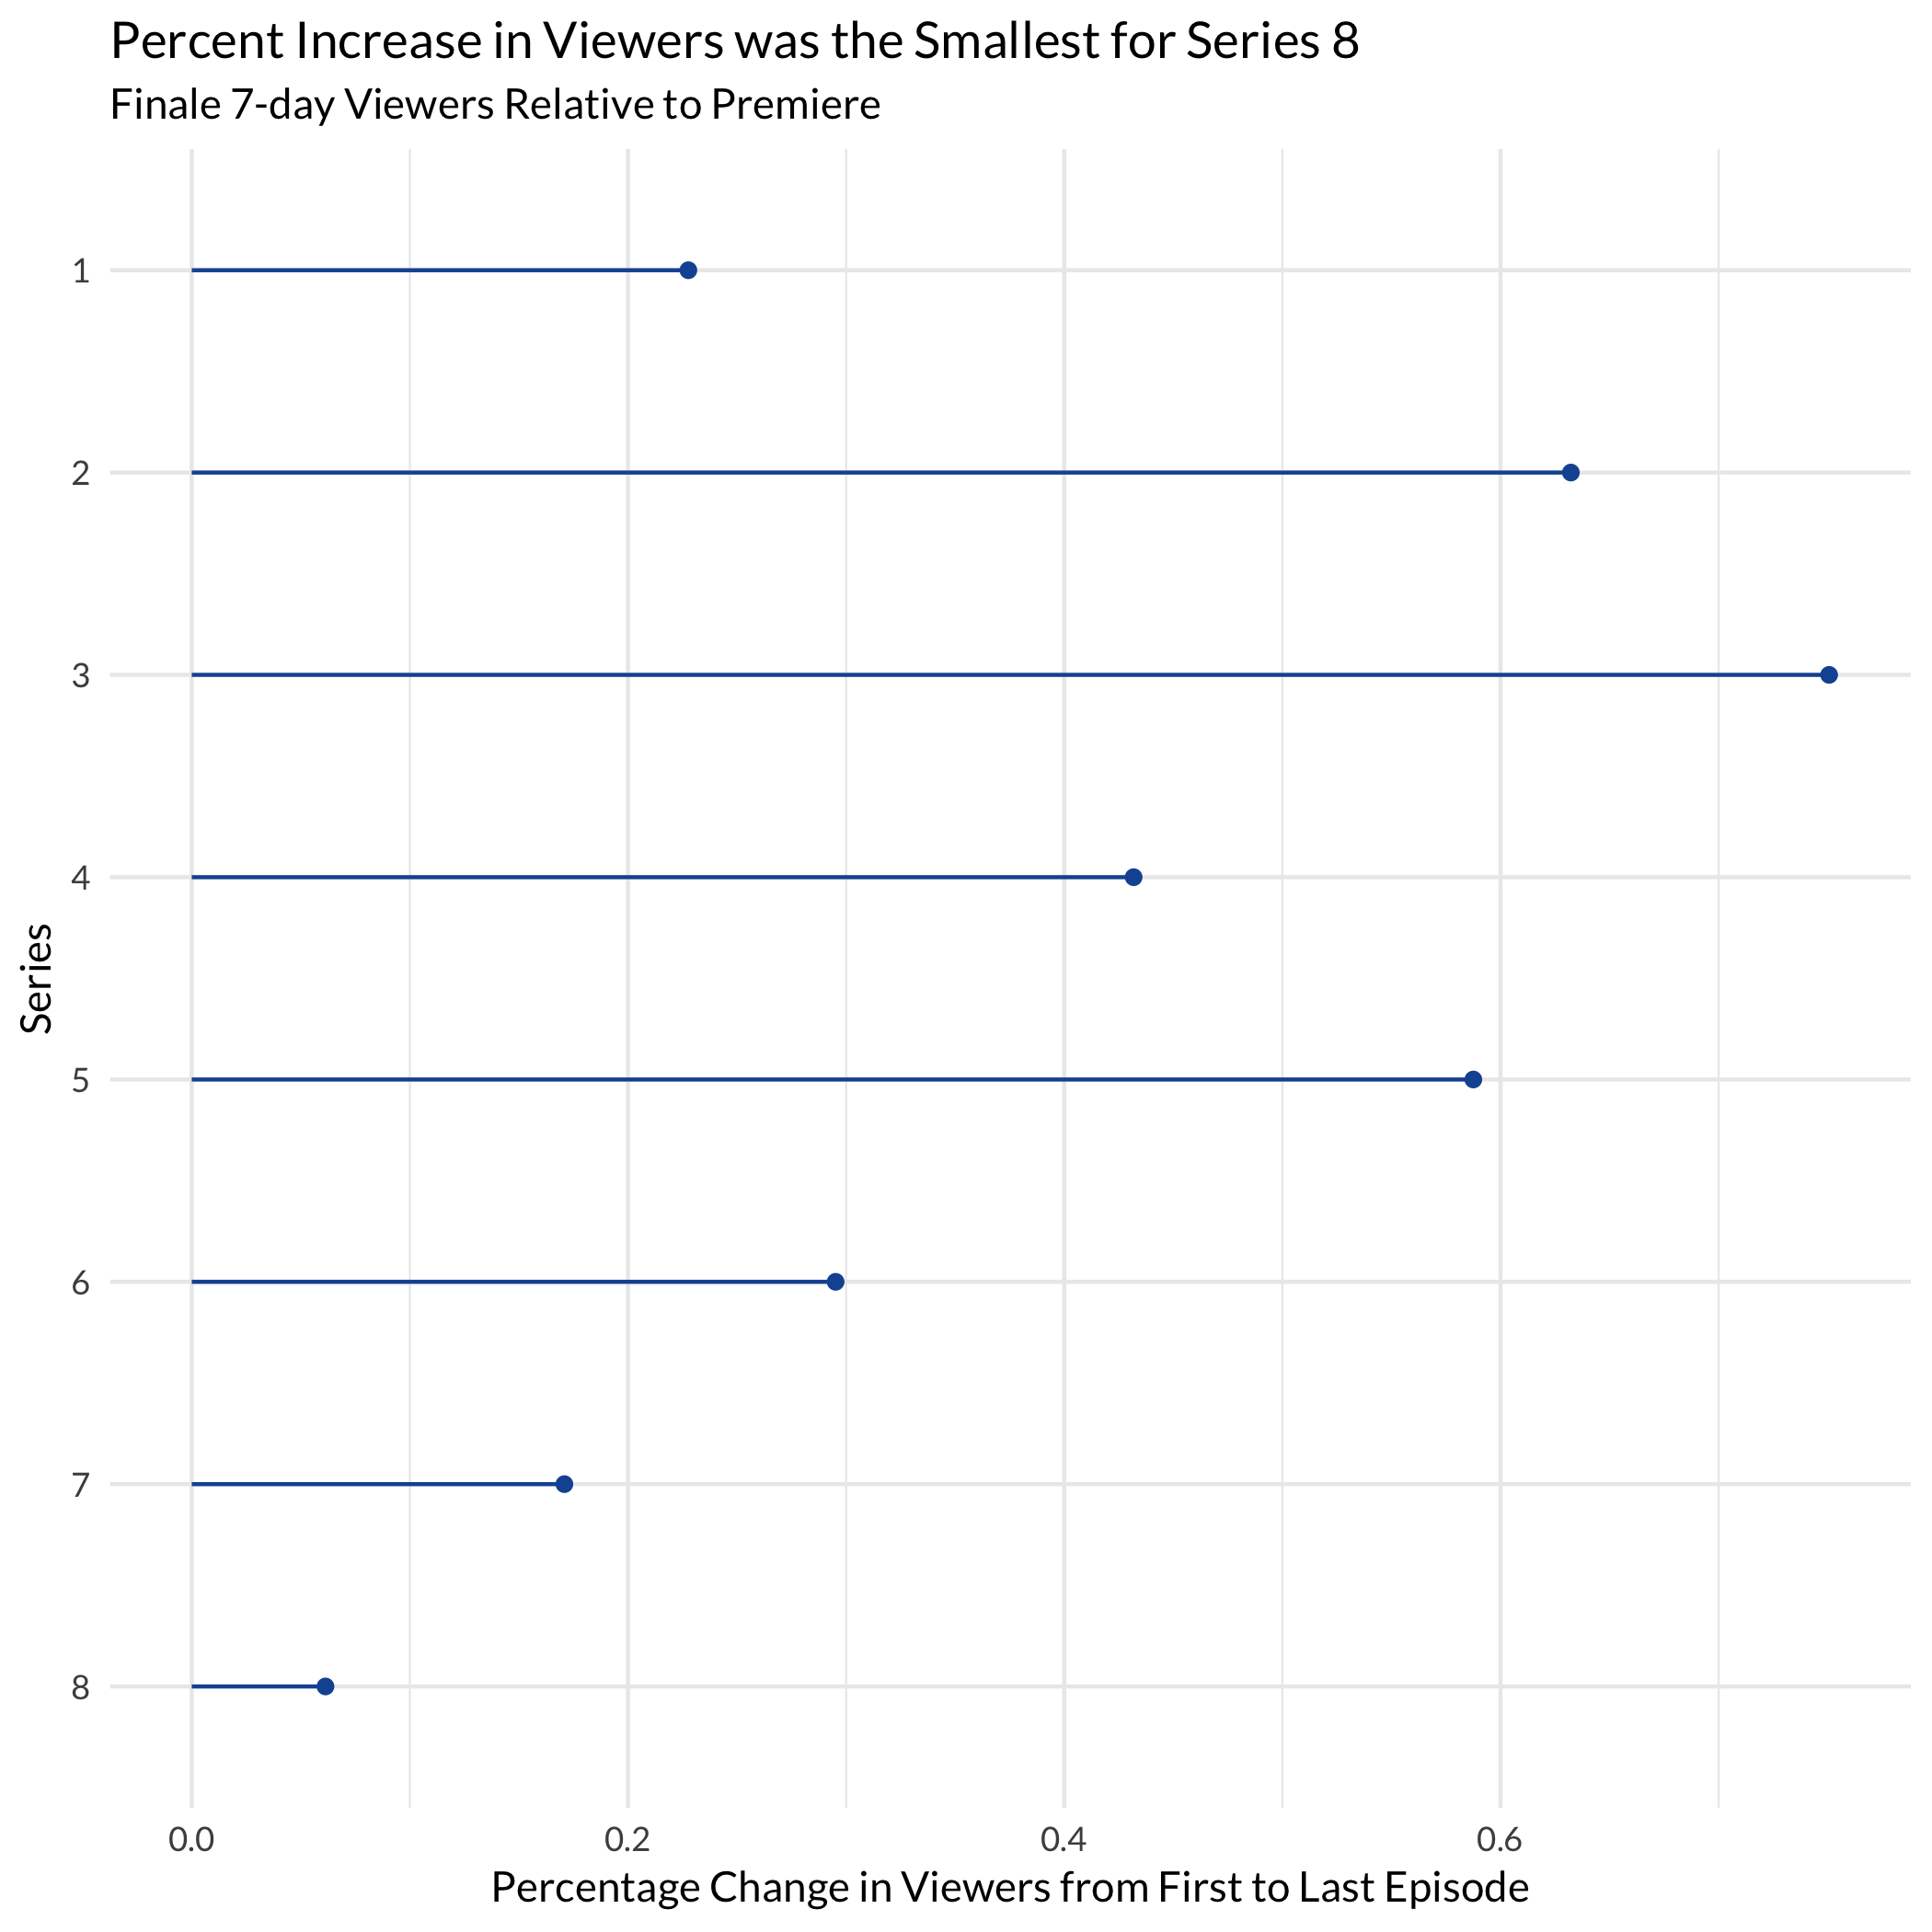 Percent Increase in Viewers was the Smallest for Series 8
Finale 7-day Viewers Relative to Premiere
1
2
3
4
5
6
7
8
Series
0.0 0.2 0.4 0.6
Percentage Change in Viewers from First to Last Episode